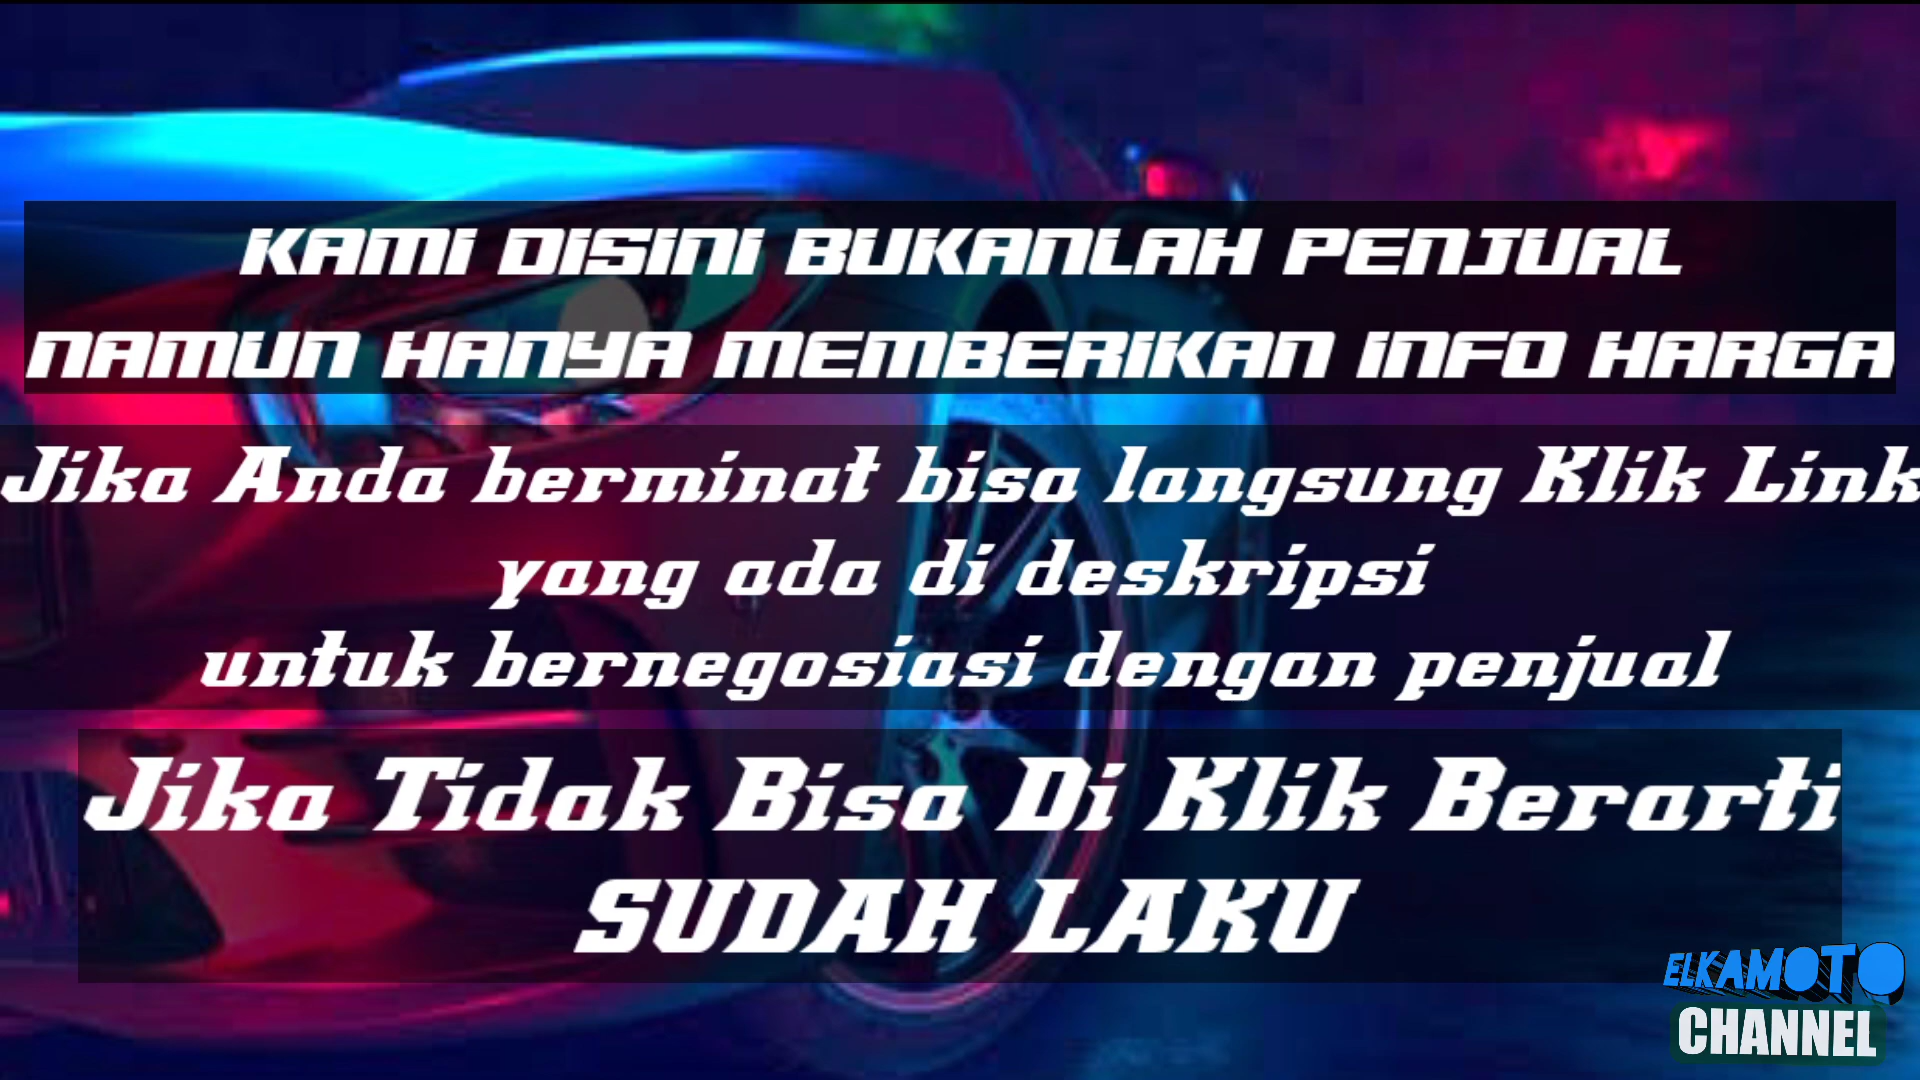 KAMI DISINI BUKANLAH PENJUAL
NAMUN HANYA MEMBERIKAN INFO HARGA
Jika Anda berminat bisa langsung Klik Link
yang ada di deskripsi
untuk bernegosiasi dengan penjual
Jika Tidak Bisa Di Klik Berarti
SUDAH LAKU
ELKAMOTO
CHANNEL